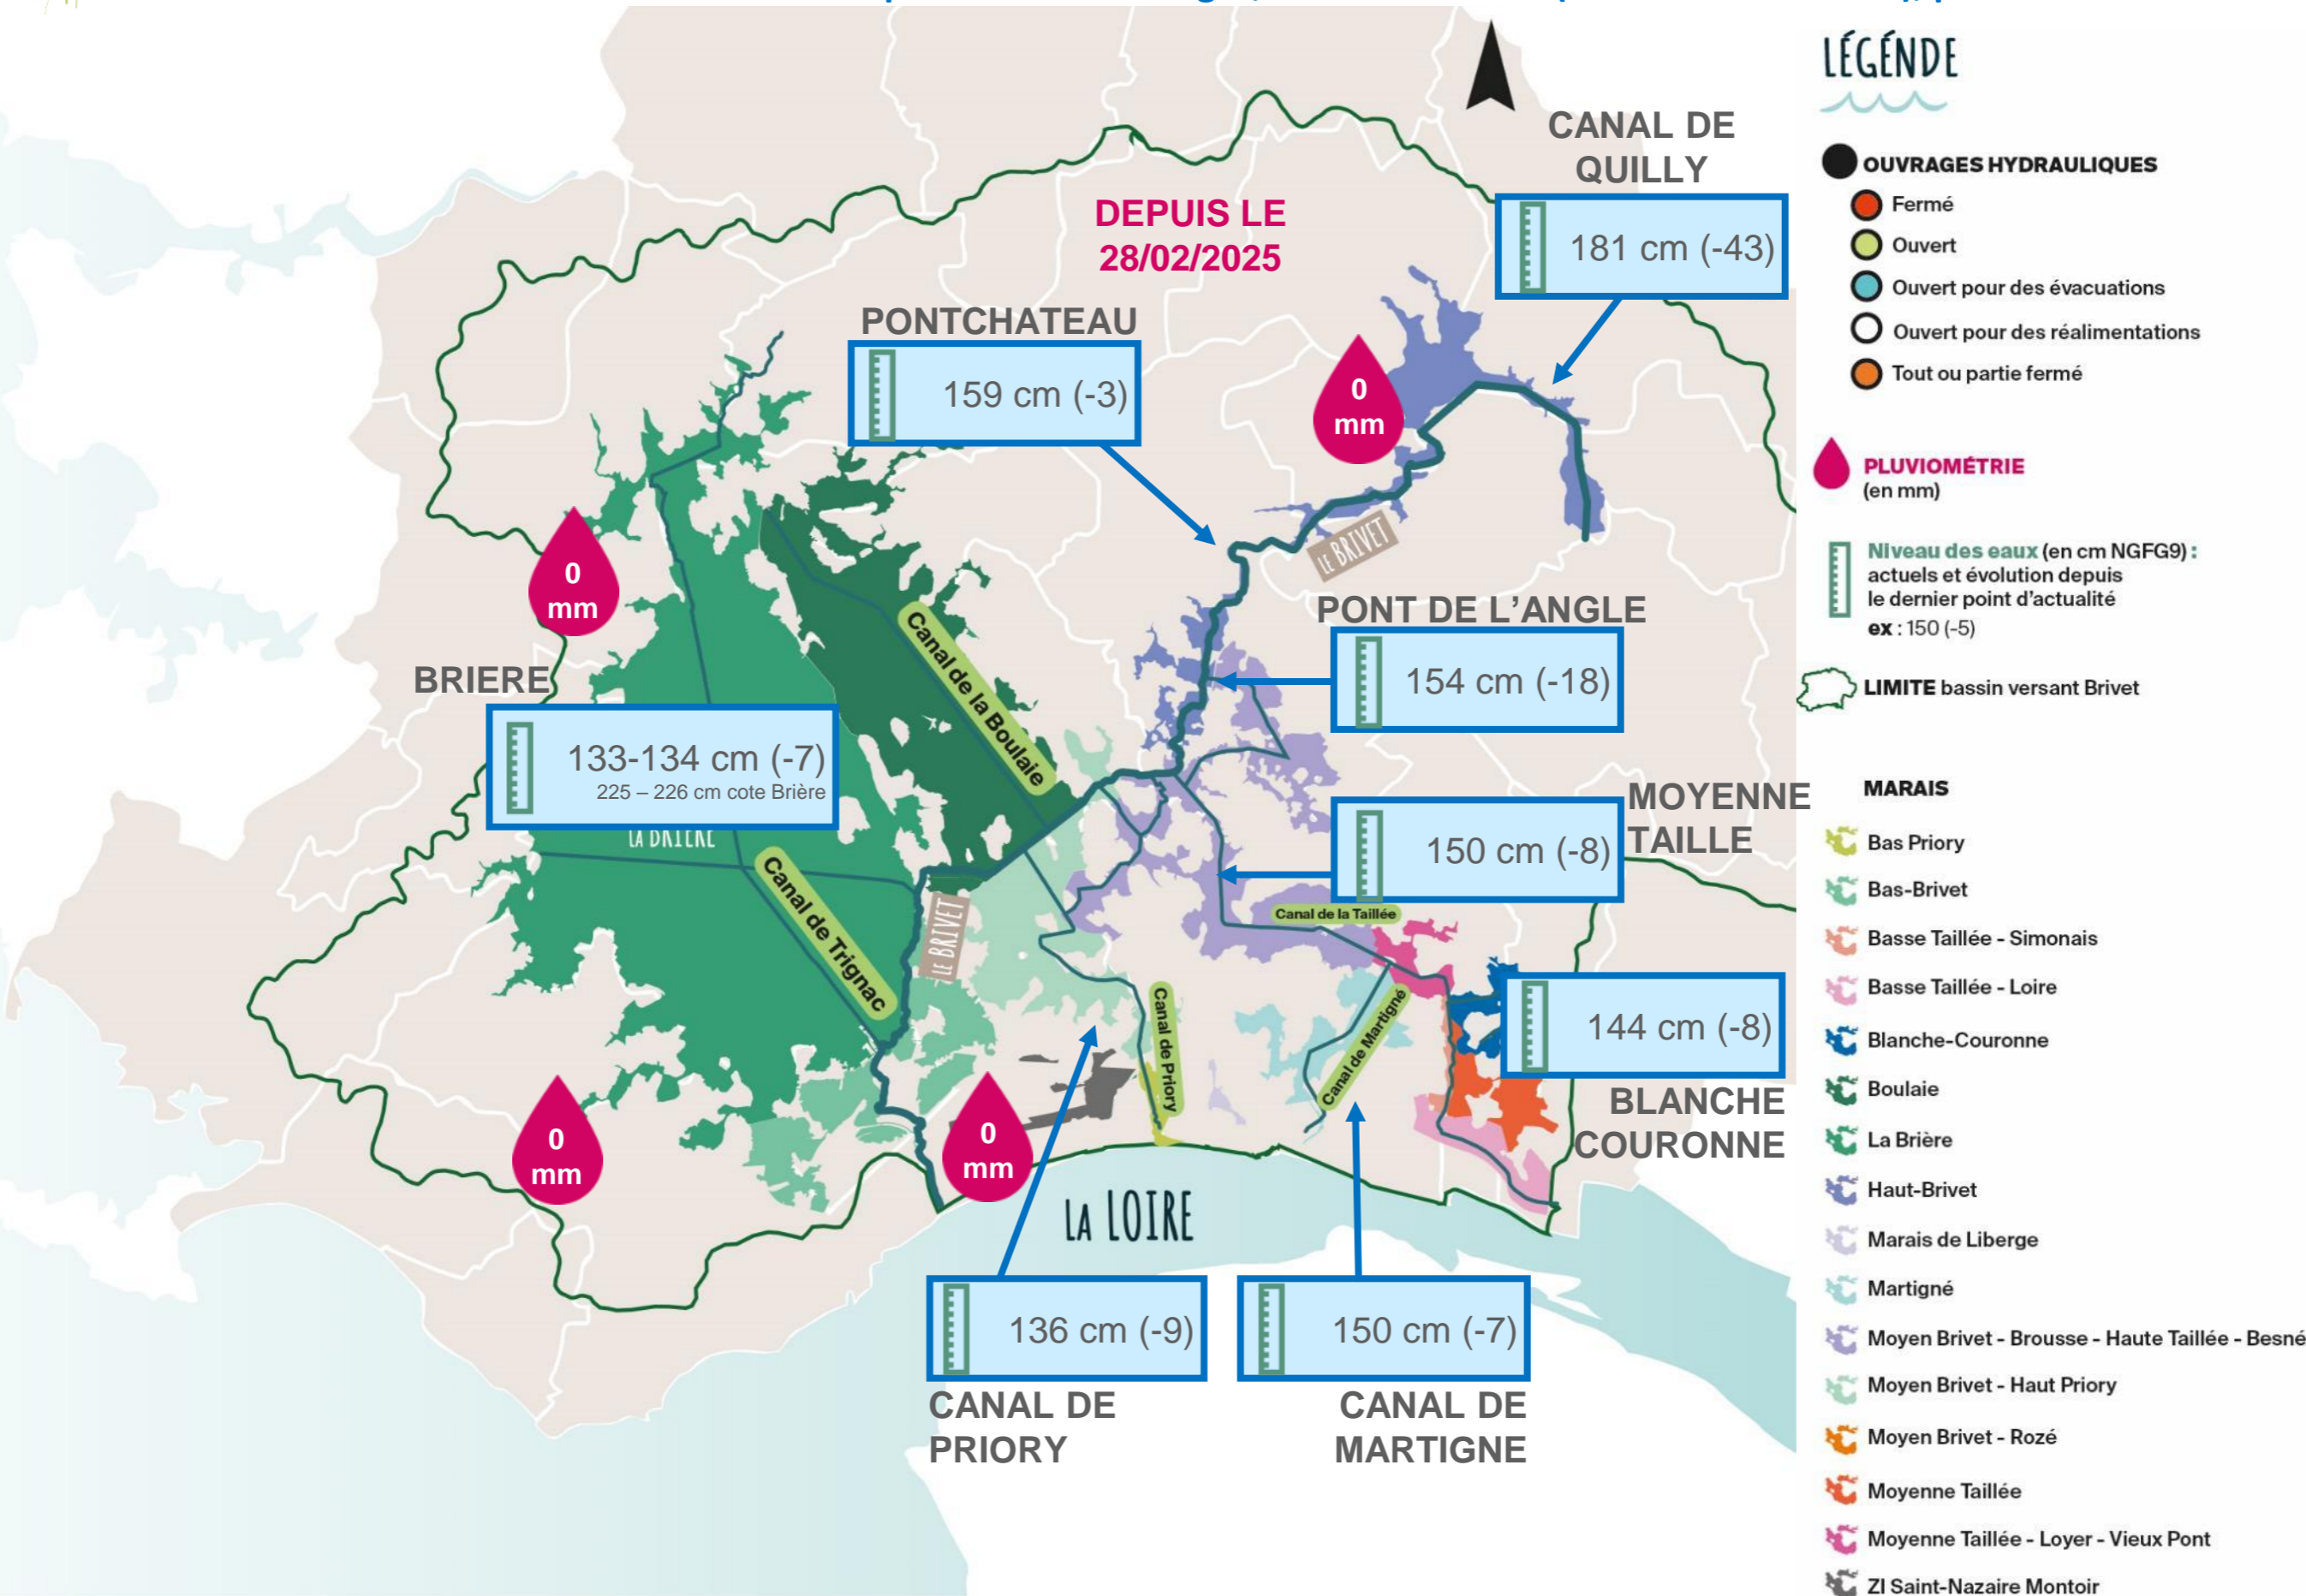 CANAL DE
QUILLY
181 cm (-43)
DEPUIS LE
28/02/2025
PONTCHATEAU
159 cm (-3)
0
mm
LE BRIVET
0
mm
PONT DE L’ANGLE
154 cm (-18)
Canal de la Boulaie
BRIERE
133-134 cm (-7)
225 – 226 cm cote Brière
LA BRIÈRE
MOYENNE
TAILLE
150 cm (-8)
Canal de Trignac
LE BRIVET
Canal de la Taillée
Canal de Priory
Canal de Martigné
144 cm (-8)
BLANCHE
COURONNE
0
mm
0
mm
LA LOIRE
136 cm (-9)
CANAL DE
PRIORY
150 cm (-7)
CANAL DE
MARTIGNE
LÉGÉNDE
OUVRAGES HYDRAULIQUES
Fermé
Ouvert
Ouvert pour des évacuations
Ouvert pour des réalimentations
Tout ou partie fermé
PLUVIOMÉTRIE
(en mm)
Niveau des eaux (en cm NGFG9) :
actuels et évolution depuis
le dernier point d’actualité
ex : 150 (-5)
LIMITE bassin versant Brivet
MARAIS
Bas Priory
Bas-Brivet
Basse Taillée - Simonais
Basse Taillée - Loire
Blanche-Couronne
Boulaie
La Brière
Haut-Brivet
Marais de Liberge
Martigné
Moyen Brivet - Brousse - Haute Taillée - Besné
Moyen Brivet - Haut Priory
Moyen Brivet - Rozé
Moyenne Taillée
Moyenne Taillée - Loyer - Vieux Pont
ZI Saint-Nazaire Montoir